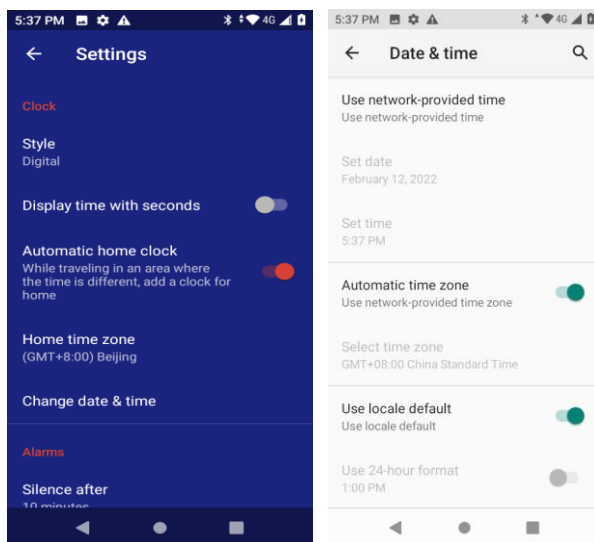 5:37 PM 4G
Settings
Clock
Style
Digital
Display time with seconds
Automatic home clock
While traveling in an area where
the time is different, add a clock for
home
Home time zone
(GMT+8:00) Beijing
Change date & time
Alarms
Silence after
10 minutes
5:37 PM 4G
Date & time
Use network-provided time
Use network-provided time
Set date
February 12, 2022
Set time
5:37 PM
Automatic time zone
Use network-provided time zone
Select time zone
GMT+08:00 China Standard Time
Use locale default
Use locale default
Use 24-hour format
1:00 PM